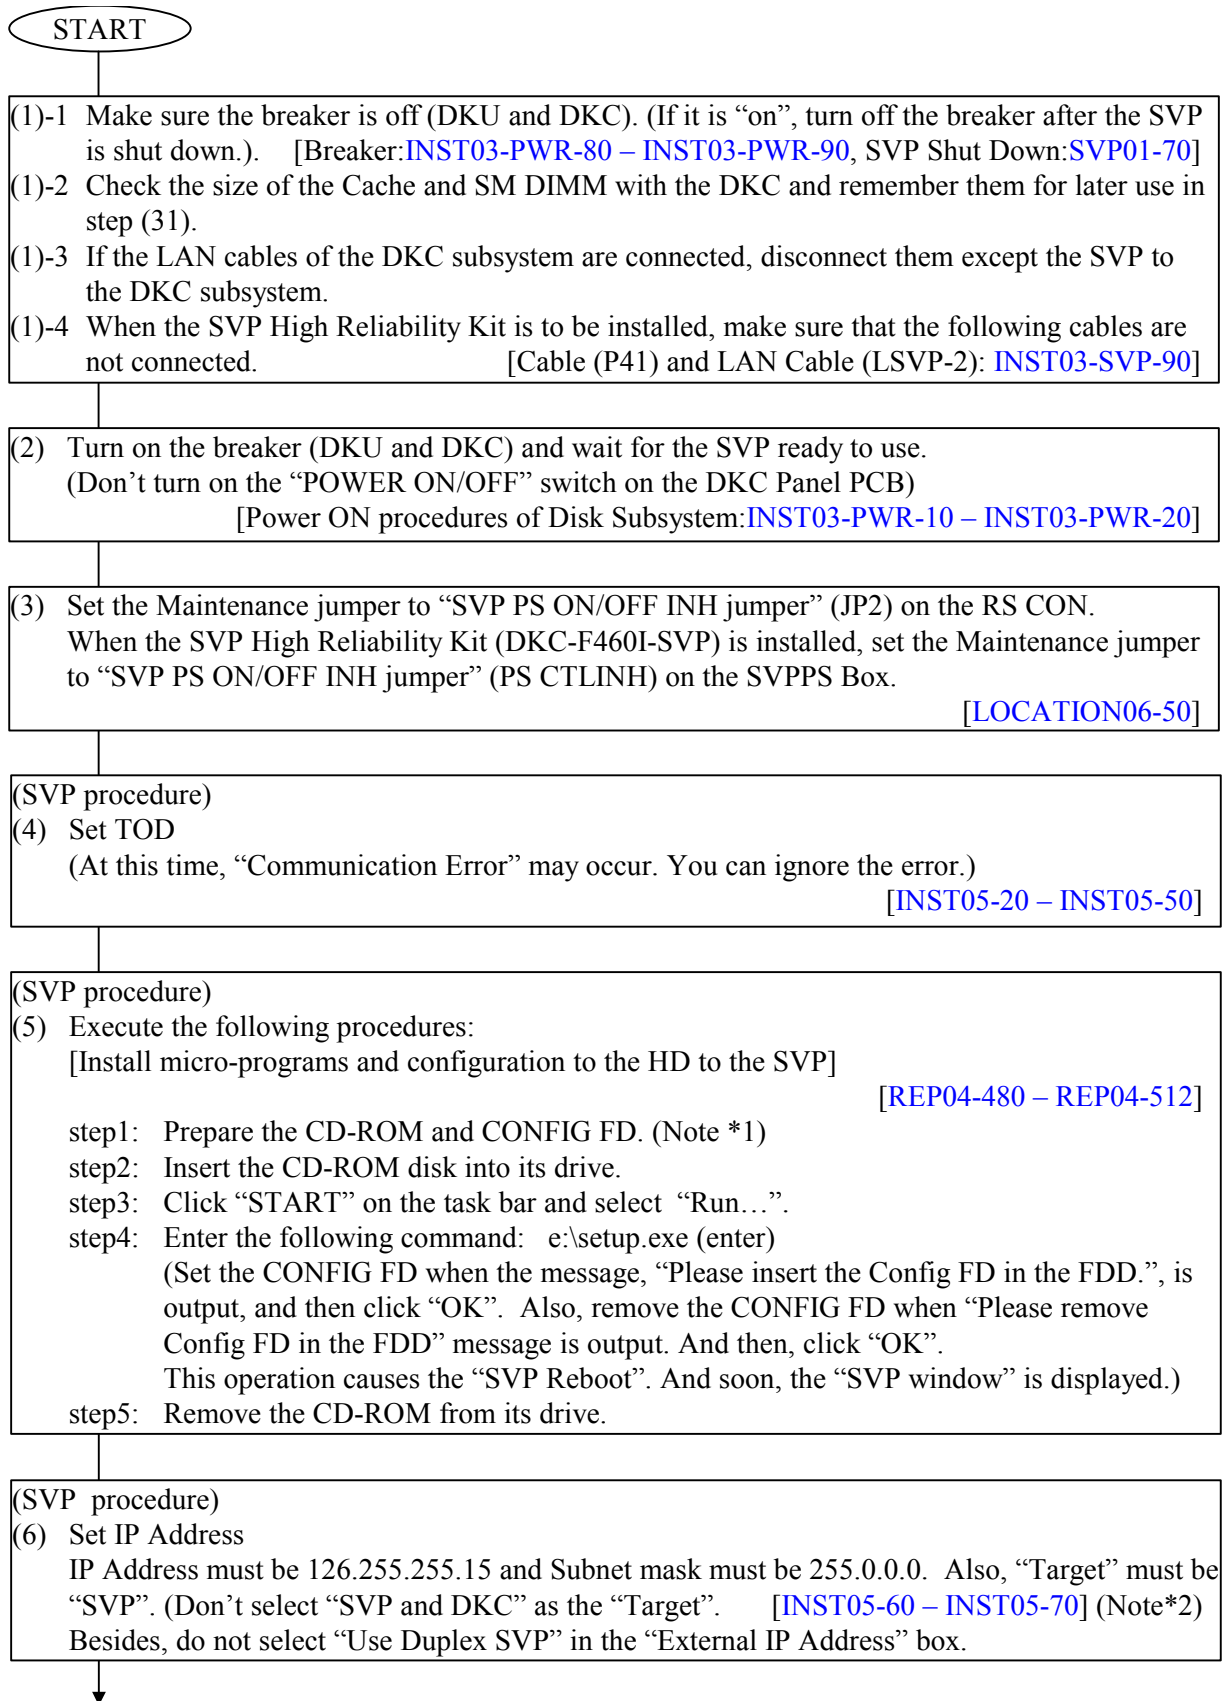 START
(1)-1 Make sure the breaker is off (DKU and DKC). (If it is “on”, turn off the breaker after the SVP
is shut down.). [Breaker:INST03-PWR-80 – INST03-PWR-90, SVP Shut Down:SVP01-70]
(1)-2 Check the size of the Cache and SM DIMM with the DKC and remember them for later use in
step (31).
(1)-3 If the LAN cables of the DKC subsystem are connected, disconnect them except the SVP to
the DKC subsystem.
(1)-4 When the SVP High Reliability Kit is to be installed, make sure that the following cables are
not connected. [Cable (P41) and LAN Cable (LSVP-2): INST03-SVP-90]
(2) Turn on the breaker (DKU and DKC) and wait for the SVP ready to use.
(Don’t turn on the “POWER ON/OFF” switch on the DKC Panel PCB)
[Power ON procedures of Disk Subsystem:INST03-PWR-10 – INST03-PWR-20]
(3) Set the Maintenance jumper to “SVP PS ON/OFF INH jumper” (JP2) on the RS CON.
When the SVP High Reliability Kit (DKC-F460I-SVP) is installed, set the Maintenance jumper
to “SVP PS ON/OFF INH jumper” (PS CTLINH) on the SVPPS Box.
[LOCATION06-50]
(SVP procedure)
(4) Set TOD
(At this time, “Communication Error” may occur. You can ignore the error.)
[INST05-20 – INST05-50]
(SVP procedure)
(5) Execute the following procedures:
[Install micro-programs and configuration to the HD to the SVP]
[REP04-480 – REP04-512]
step1: Prepare the CD-ROM and CONFIG FD. (Note *1)
step2: Insert the CD-ROM disk into its drive.
step3: Click “START” on the task bar and select “Run…”.
step4: Enter the following command: e:\setup.exe (enter)
(Set the CONFIG FD when the message, “Please insert the Config FD in the FDD.”, is
output, and then click “OK”. Also, remove the CONFIG FD when “Please remove
Config FD in the FDD” message is output. And then, click “OK”.
This operation causes the “SVP Reboot”. And soon, the “SVP window” is displayed.)
step5: Remove the CD-ROM from its drive.
(SVP procedure)
(6) Set IP Address
IP Address must be 126.255.255.15 and Subnet mask must be 255.0.0.0. Also, “Target” must be
“SVP”. (Don’t select “SVP and DKC” as the “Target”. [INST05-60 – INST05-70] (Note*2)
Besides, do not select “Use Duplex SVP” in the “External IP Address” box.